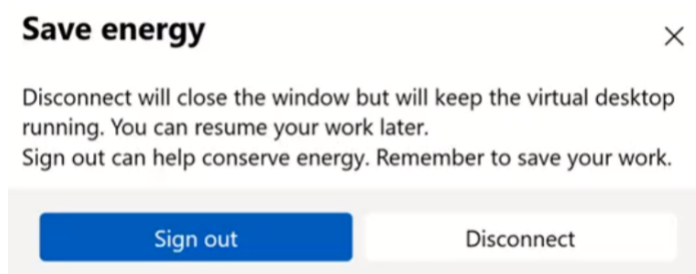 Save energy
Disconnect will close the window but will keep the virtual desktop
running. You can resume your work later.
Sign out can help conserve energy. Remember to save your work.
Sign out
Disconnect